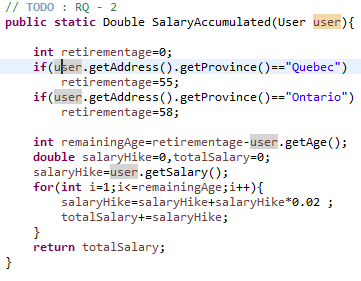 // TODO : RQ - 2
public static Double SalaryAccumulated(User user){
int retirementage=0;
if(user.getAddress().getProvince()=="Quebec")
retirementage=55;
if(user.getAddress().getProvince()=="Ontario")
retirementage=58;
int remainingAge=retirementage-user.getAge();
double salaryHike=0,totalSalary=0;
salaryHike=user.getSalary();
for(int i=1;i<=remainingAge;i++){
salaryHike=salaryHike+salaryHike*0.02 ;
totalSalary+=salaryHike;
}
return totalSalary;
}